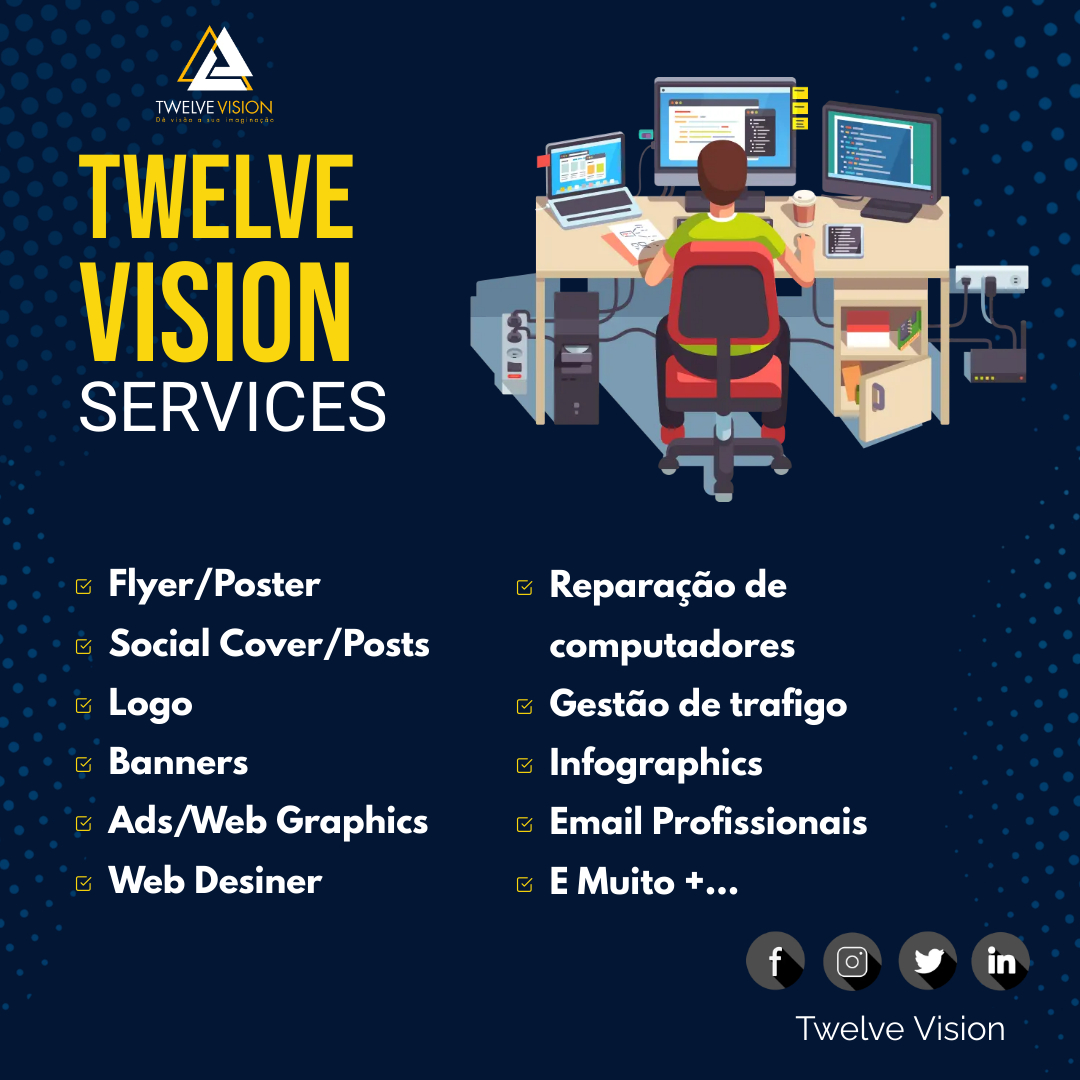 TWELVE VISION
Dê visão a sua imaginação
TWELVE
VISION
SERVICES
Flyer/Poster
Social Cover/Posts
Logo
Banners
Ads/Web Graphics
Web Desiner
Reparação de
computadores
Gestão de trafigo
Infographics
Email Profissionais
E Muito +...
Twelve Vision